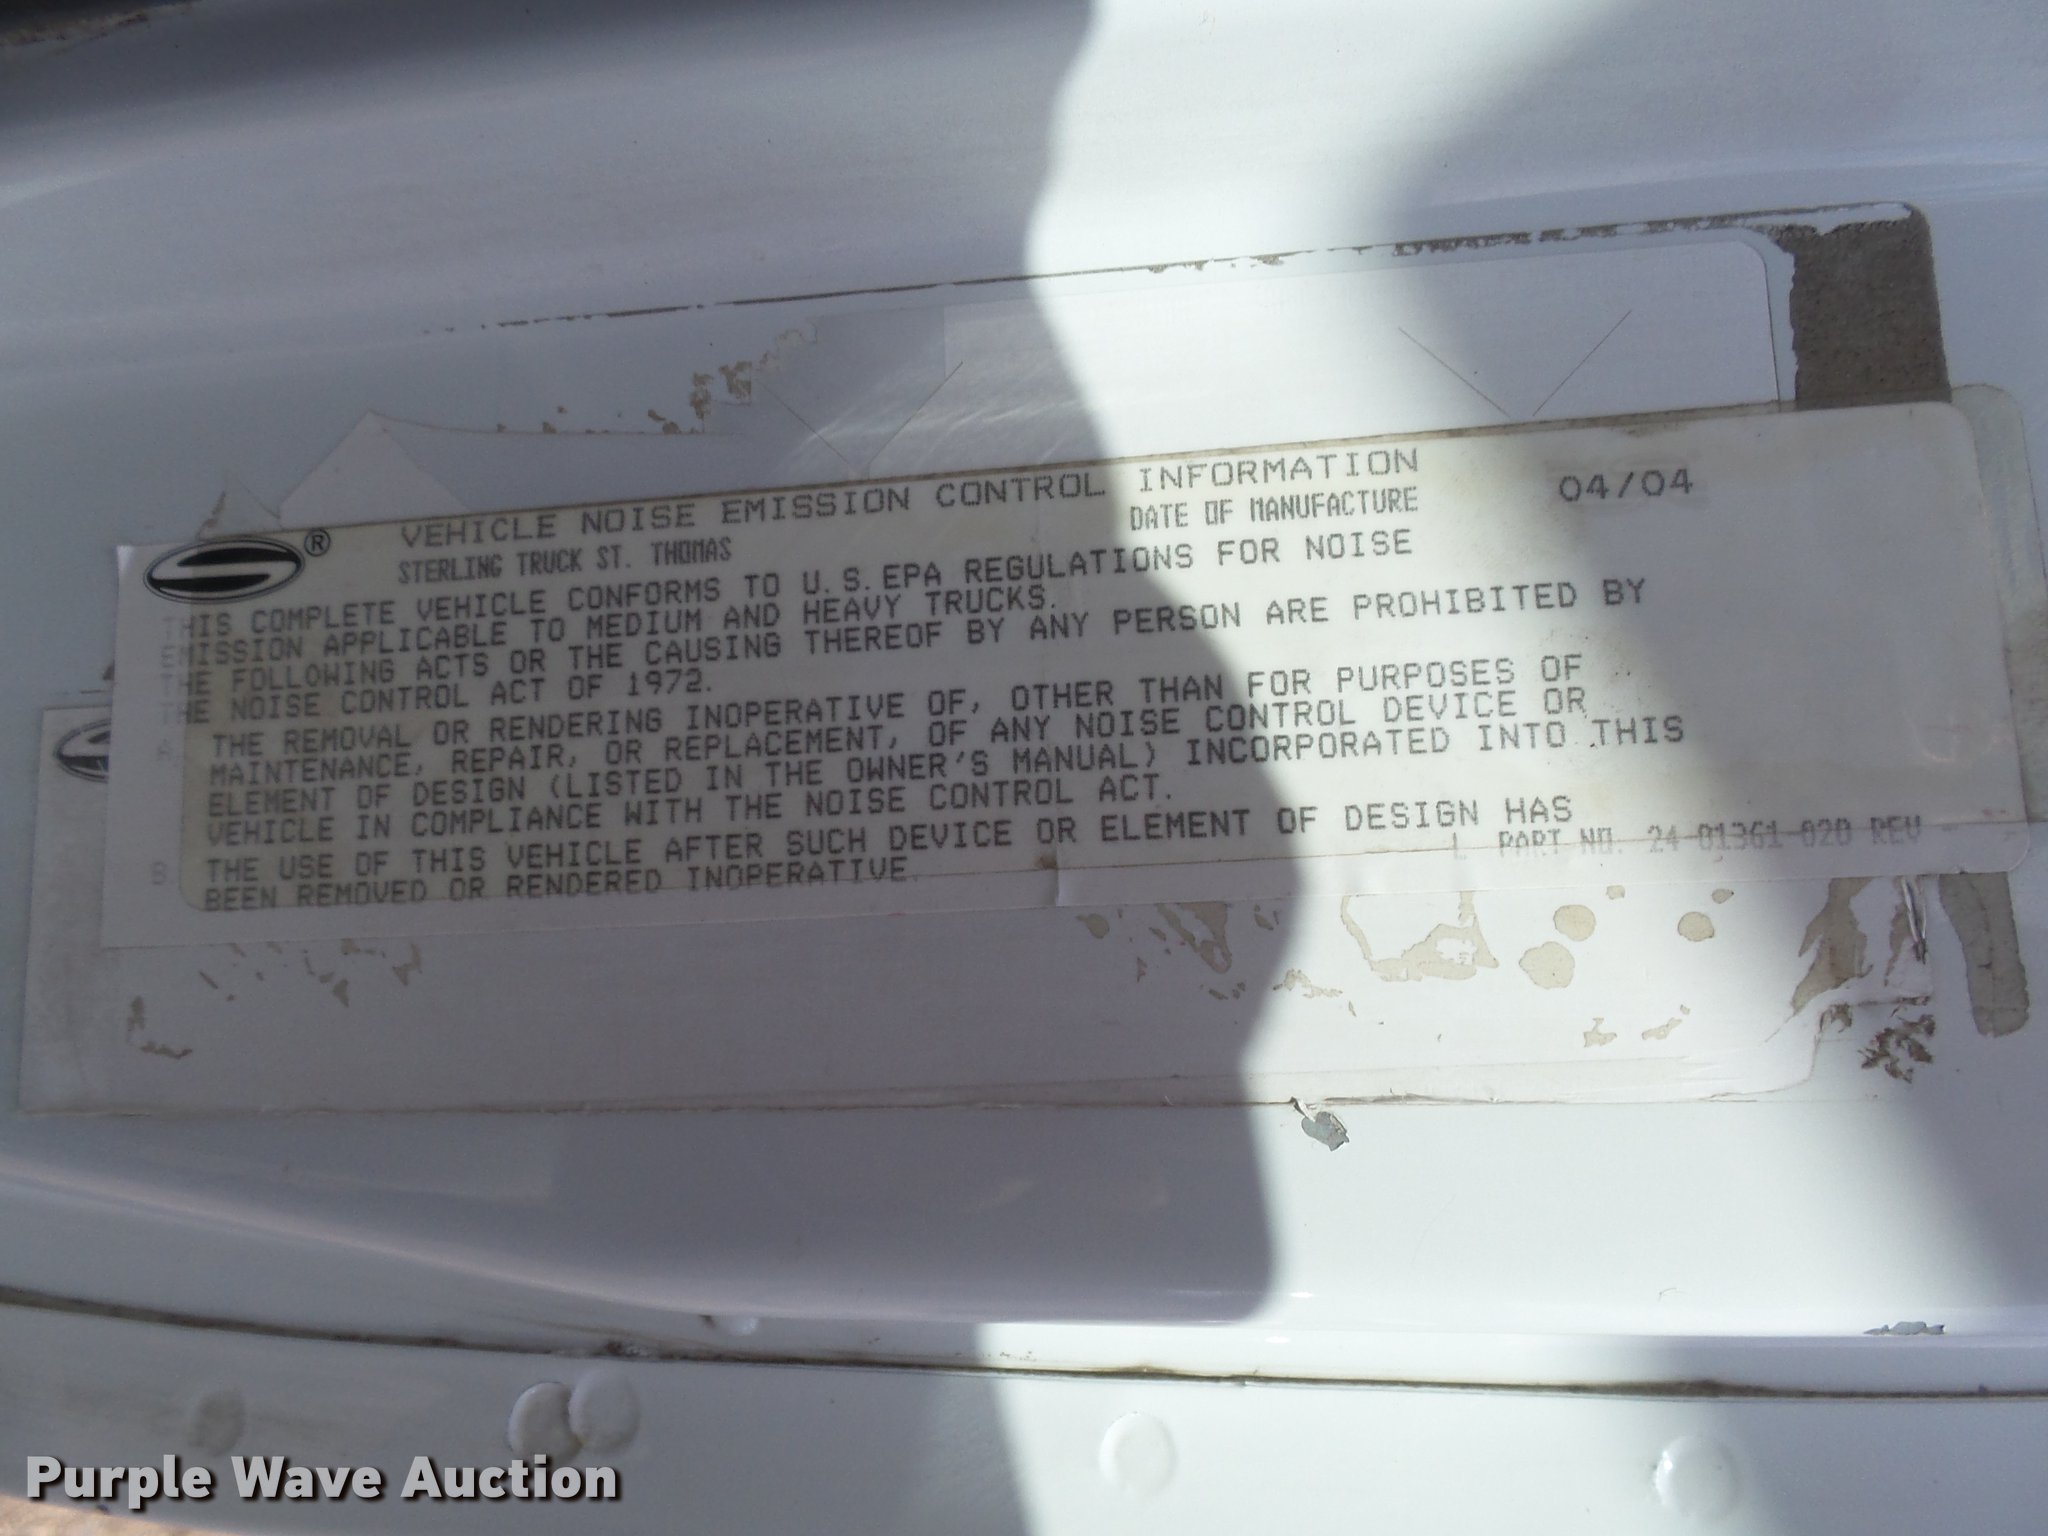 ® VEHICLE NOISE EMISSION CONTROL INFORMATION
STERLING TRUCK ST. THOMAS DATE OF MANUFACTURE 04/04
THIS COMPLETE VEHICLE CONFORMS TO U.S.EPA REGULATIONS FOR NOISE
EMISSION APPLICABLE TO MEDIUM AND HEAVY TRUCKS.
THE FOLLOWING ACTS OR THE CAUSING THEREOF BY ANY PERSON ARE PROHIBITED BY
THE NOISE CONTROL ACT OF 1972.
A THE REMOVAL OR RENDERING INOPERATIVE OF, OTHER THAN FOR PURPOSES OF
MAINTENANCE, REPAIR, OR REPLACEMENT, OF ANY NOISE CONTROL DEVICE OR
ELEMENT OF DESIGN (LISTED IN THE OWNER'S MANUAL) INCORPORATED INTO THIS
VEHICLE IN COMPLIANCE WITH THE NOISE CONTROL ACT.
B THE USE OF THIS VEHICLE AFTER SUCH DEVICE OR ELEMENT OF DESIGN HAS
BEEN REMOVED OR RENDERED INOPERATIVE.
PART NO. 24-01361-020 REV
Purple Wave Auction